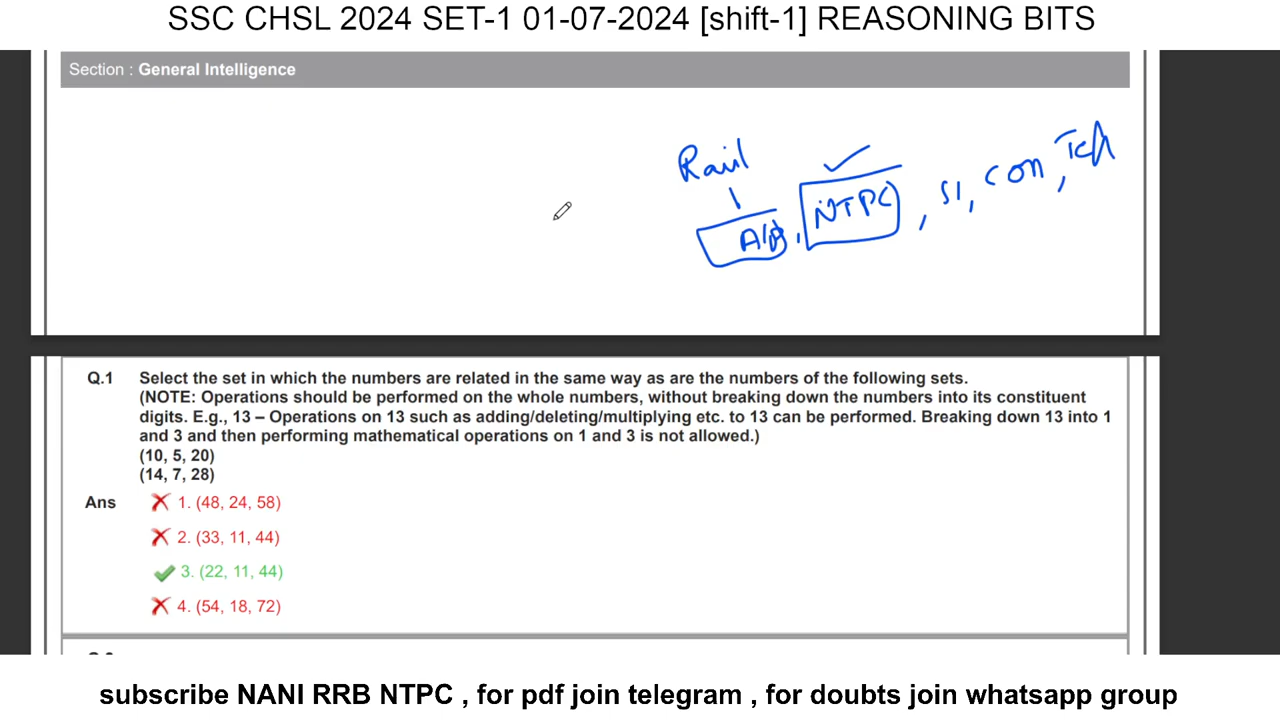 SSC CHSL 2024 SET-1 01-07-2024 [shift-1] REASONING BITS
Section : General Intelligence
Rail
A/B, NTPC, SI, con, Tch
Q.1 Select the set in which the numbers are related in the same way as are the numbers of the following sets.
(NOTE: Operations should be performed on the whole numbers, without breaking down the numbers into its constituent
digits. E.g., 13 – Operations on 13 such as adding/deleting/multiplying etc. to 13 can be performed. Breaking down 13 into 1
and 3 and then performing mathematical operations on 1 and 3 is not allowed.)
(10, 5, 20)
(14, 7, 28)
Ans 1. (48, 24, 58)
2. (33, 11, 44)
3. (22, 11, 44)
4. (54, 18, 72)
subscribe NANI RRB NTPC , for pdf join telegram , for doubts join whatsapp group